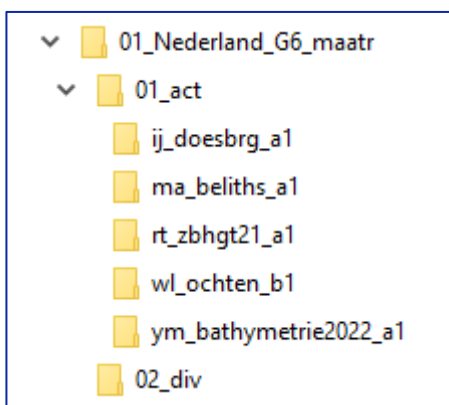 01_Nederland_G6_maatr
01_act
ij_doesbrg_a1
ma_beliths_a1
rt_zbhgt21_a1
wl_ochten_b1
ym_bathymetrie2022_a1
02_div